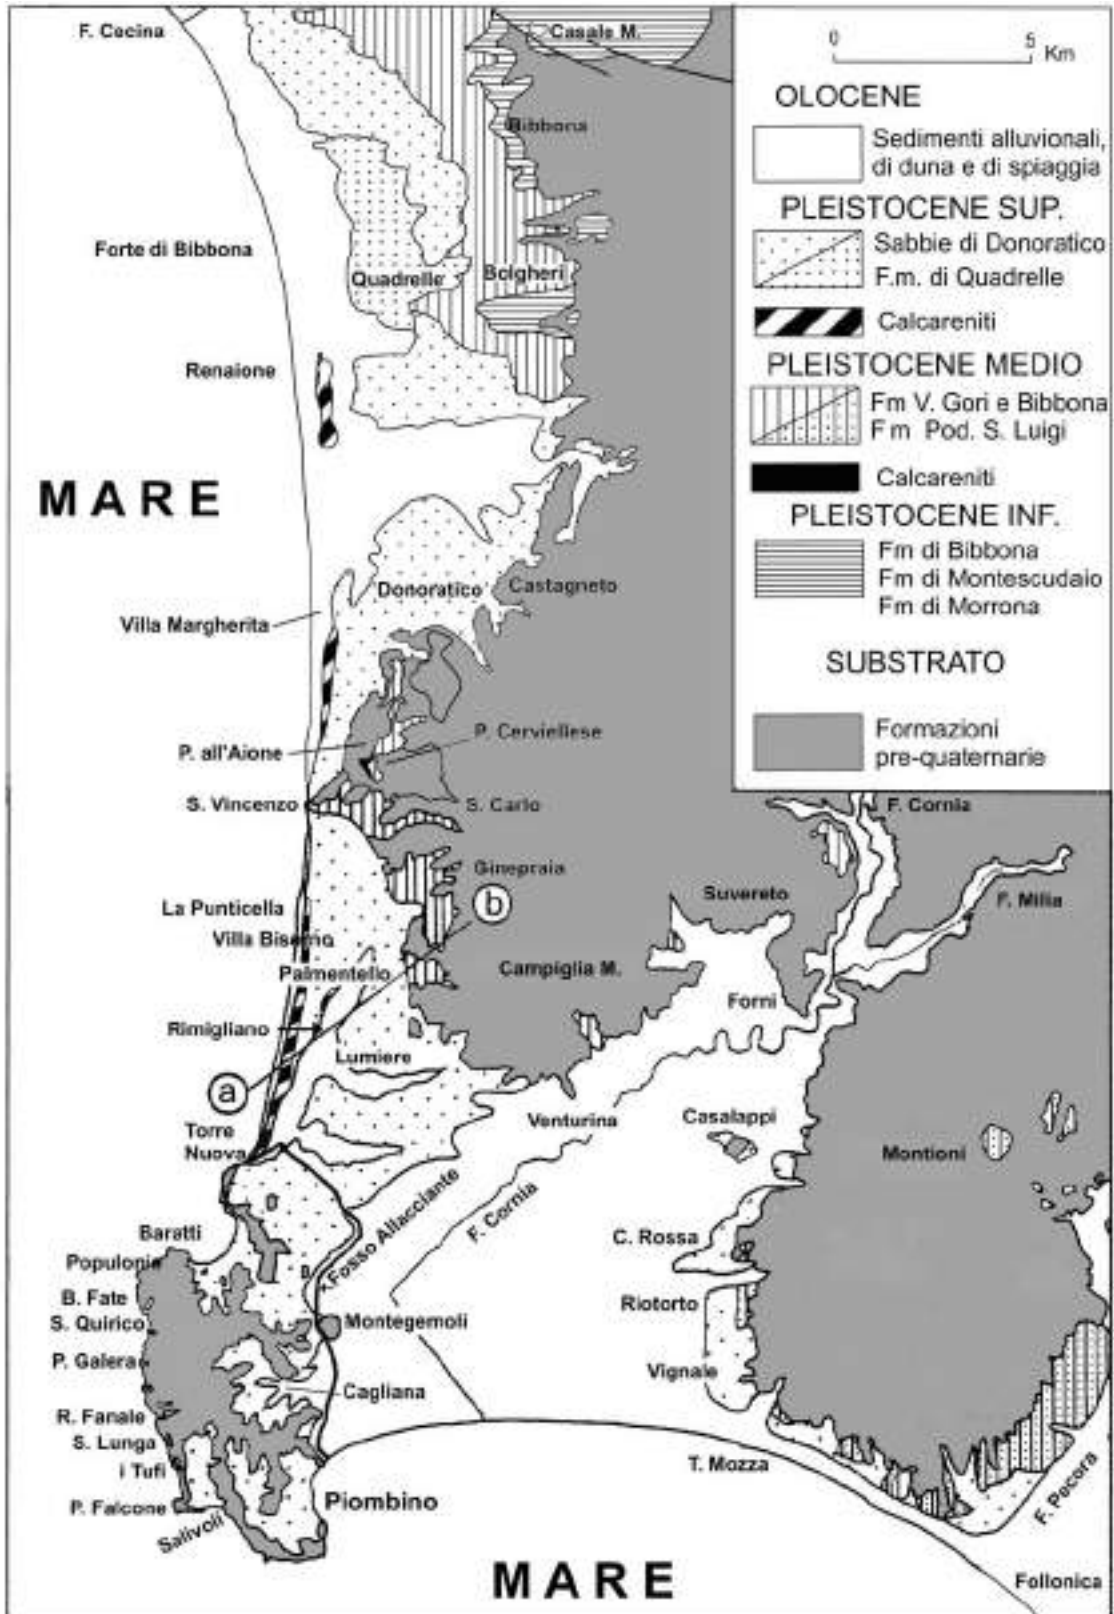 F. Cecina
Casale M.
0 5 Km
OLOCENE
Sedimenti alluvionali,
di duna e di spiaggia
PLEISTOCENE SUP.
Sabbie di Donoratico
F.m. di Quadrelle
Calcareniti
PLEISTOCENE MEDIO
Fm V. Gori e Bibbona
Fm Pod. S. Luigi
Calcareniti
PLEISTOCENE INF.
Fm di Bibbona
Fm di Montescudaio
Fm di Morrona
SUBSTRATO
Formazioni
pre-quaternarie
Bibbona
Forte di Bibbona
Quadrelle
Bolgheri
Renaione
MARE
Donoratico
Castagneto
Villa Margherita
P. all'Aione
P. Cerviellese
S. Vincenzo
S. Carlo
F. Cornia
Ginepraia
Suvereto
F. Milia
La Punticella
b
Villa Biserno
Palmentello
Campiglia M.
Forni
Rimigliano
Lumiere
a
Venturina
Casalappi
Torre
Nuova
Montioni
Fosso Allacciante
F. Cornia
Baratti
C. Rossa
Populonia
B. Fate
Riotorto
S. Quirico
Montegemoli
P. Galera
Vignale
Cagliana
R. Fanale
S. Lunga
i Tufi
T. Mozza
P. Falcone
Piombino
Salivoli
F. Pecora
MARE
Follonica